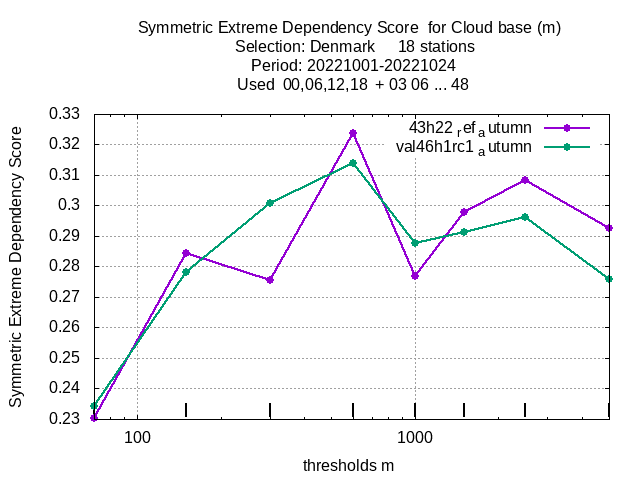 Symmetric Extreme Dependency Score for Cloud base (m)
Selection: Denmark 18 stations
Period: 20221001-20221024
Used 00,06,12,18 + 03 06 ... 48
43h22ref_autumn
val46h1rc1autumn
Symmetric Extreme Dependency Score
0.33
0.32
0.31
0.3
0.29
0.28
0.27
0.26
0.25
0.24
0.23
100 1000
thresholds m